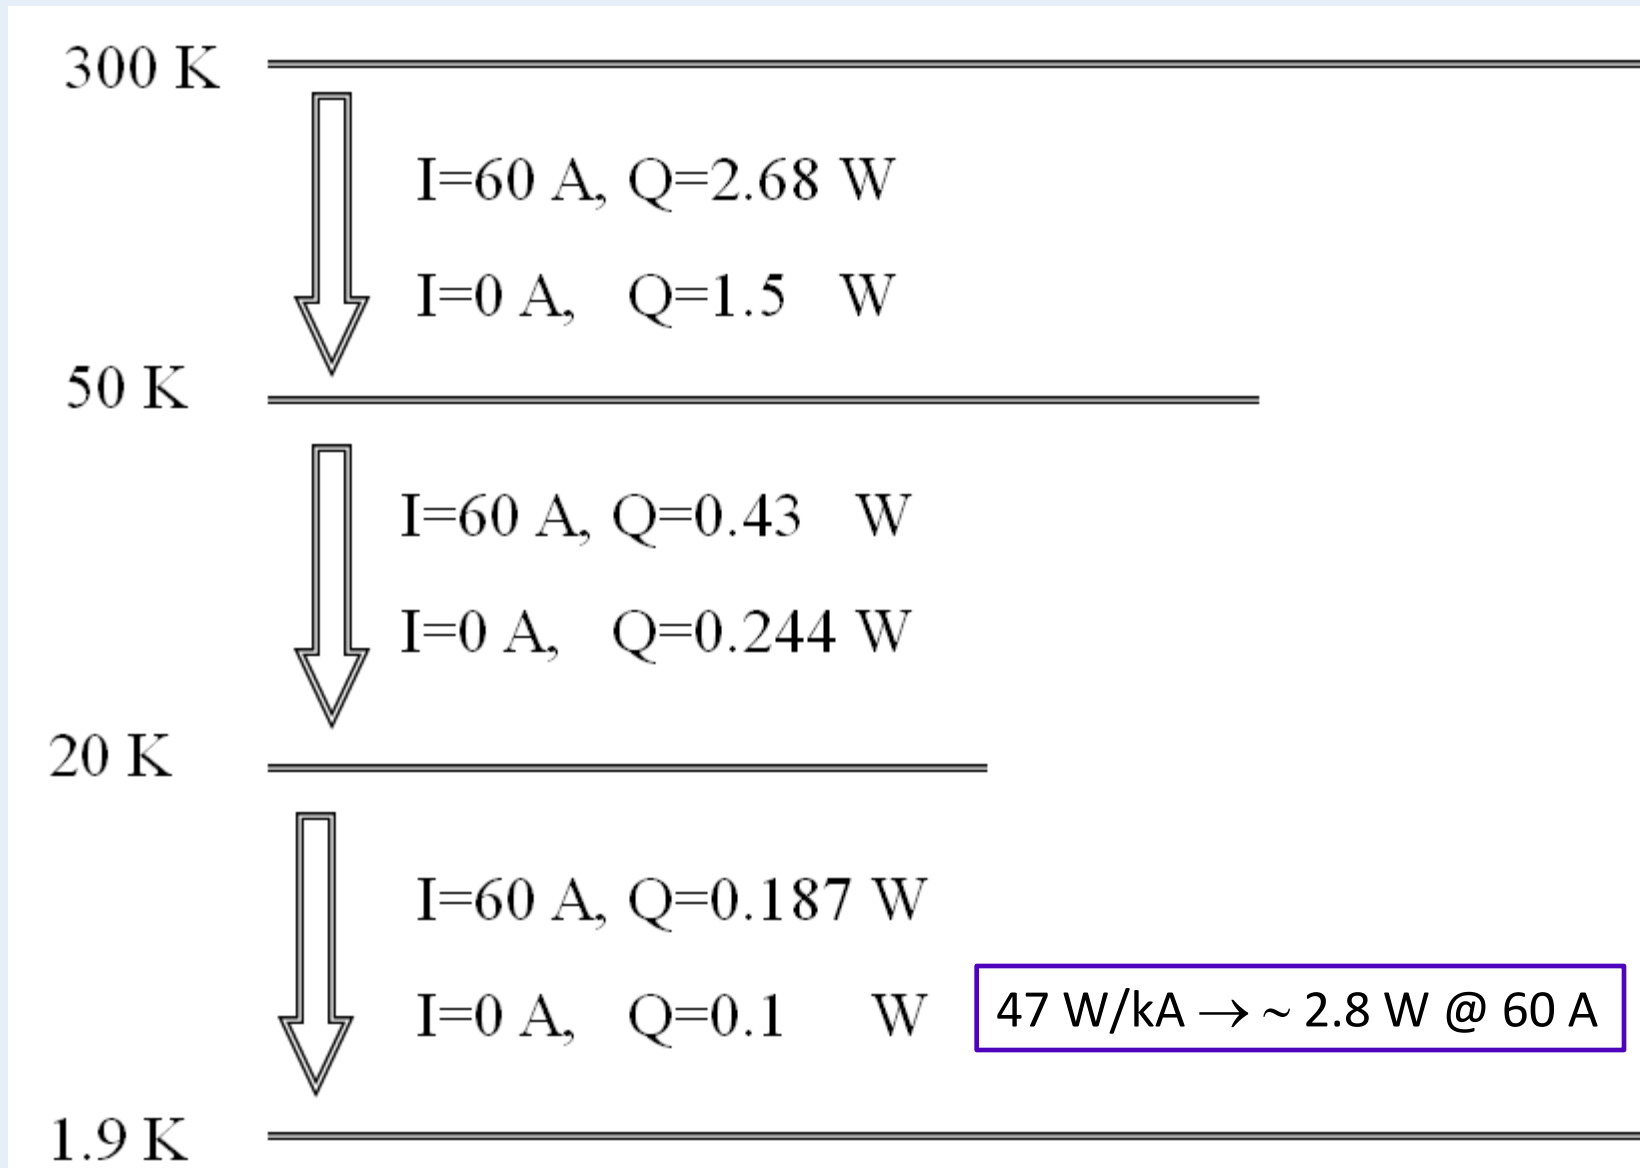 300 K
I=60 A, Q=2.68 W
I=0 A, Q=1.5 W
50 K
I=60 A, Q=0.43 W
I=0 A, Q=0.244 W
20 K
I=60 A, Q=0.187 W
I=0 A, Q=0.1 W
47 W/kA → ~ 2.8 W @ 60 A
1.9 K